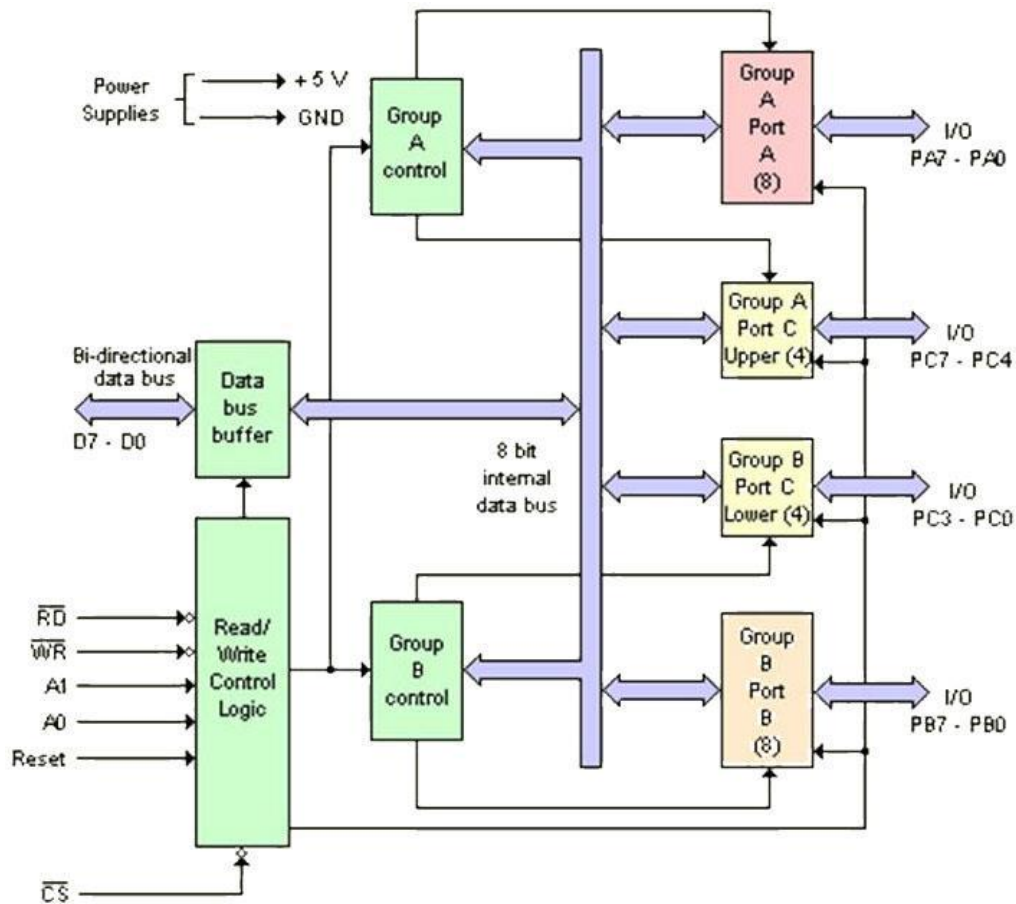 Power
Supplies
+ 5 V
GND
Group
A
control
Group
A
Port
A
(8)
I/O
PA7 - PA0
Group A
Port C
Upper (4)
I/O
PC7 - PC4
Bi-directional
data bus
D7 - D0
Data
bus
buffer
8 bit
internal
data bus
Group B
Port C
Lower (4)
I/O
PC3 - PC0
RD
WR
A1
A0
Reset
CS
Read/
Write
Control
Logic
Group
B
control
Group
B
Port
B
(8)
I/O
PB7 - PB0